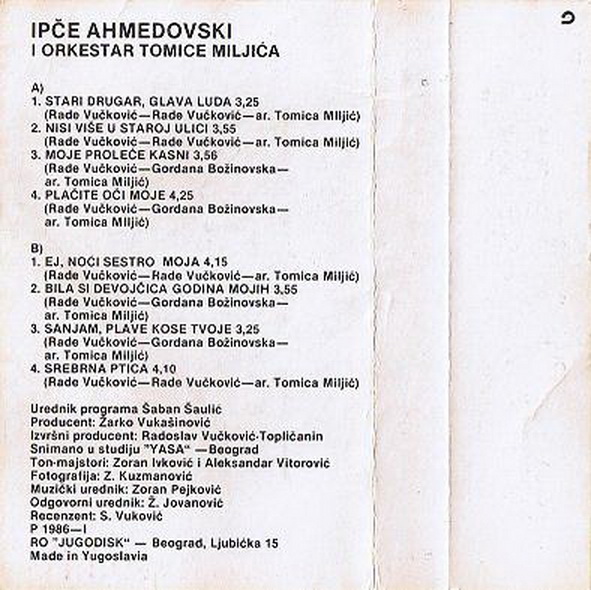 IPČE AHMEDOVSKI
I ORKESTAR TOMICE MILJIĆA
A)
1. STARI DRUGAR, GLAVA LUDA 3,25
(Rade Vučković—Rade Vučković—ar. Tomica Miljić)
2. NISI VIŠE U STAROJ ULICI 3,55
(Rade Vučković—Rade Vučković—ar. Tomica Miljić)
3. MOJE PROLEĆE KASNI 3,56
(Rade Vučković—Gordana Božinovska—
ar. Tomica Miljić)
4. PLAČITE OČI MOJE 4,25
(Rade Vučković—Gordana Božinovska—
ar. Tomica Miljić)
B)
1. EJ, NOĆI SESTRO MOJA 4,15
(Rade Vučković—Rade Vučković—ar. Tomica Miljić)
2. BILA SI DEVOJČICA GODINA MOJIH 3,55
(Rade Vučković—Gordana Božinovska—
ar. Tomica Miljić)
3. SANJAM, PLAVE KOSE TVOJE 3,25
(Rade Vučković—Gordana Božinovska—
ar. Tomica Miljić)
4. SREBRNA PTICA 4,10
(Rade Vučković—Rade Vučković—ar. Tomica Miljić)
Urednik programa Šaban Šaulić
Producent: Žarko Vukašinović
Izvršni producent: Radoslav Vučković-Topličanin
Snimano u studiju "YASA" —Beograd
Ton-majstori: Zoran Ivković i Aleksandar Vitorović
Fotografija: Z. Kuzmanović
Muzički urednik: Zoran Pejković
Odgovorni urednik: Ž. Jovanović
Recenzent: S. Vuković
P 1986—I
RO "JUGODISK" — Beograd, Ljubićka 15
Made in Yugoslavia